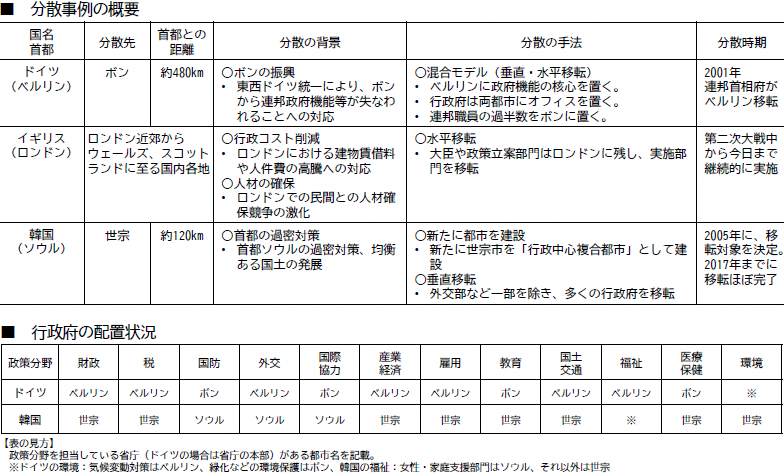 ■ 分散事例の概要
国名
首都
分散先
首都との
距離
分散の背景
分散の手法
分散時期
ドイツ
(ベルリン)
ボン
約480km
○ボンの振興
・ 東西ドイツ統一により、ボン
から連邦政府機能等が失なわ
れることへの対応
○混合モデル(垂直・水平移転)
・ ベルリンに政府機能の核心を置く。
・ 行政府は両都市にオフィスを置く。
・ 連邦職員の過半数をボンに置く。
2001年
連邦首相府が
ベルリン移転
イギリス
(ロンドン)
ロンドン近郊から
ウェールズ、スコット
ランドに至る国内各地
○行政コスト削減
・ ロンドンにおける建物賃借料
や人件費の高騰への対応
○人材の確保
・ ロンドンでの民間との人材確
保競争の激化
○水平移転
・ 大臣や政策立案部門はロンドンに残し、実施部
門を移転
第二次大戦中
から今日まで
継続的に実施
韓国
(ソウル)
世宗
約120km
○首都の過密対策
・ 首都ソウルの過密対策、均衡
ある国土の発展
○新たに都市を建設
・ 新たに世宗市を「行政中心複合都市」として建
設
○垂直移転
・ 外交部など一部を除き、多くの行政府を移転
2005年に、移
転対象を決定。
2017年までに
移転ほぼ完了
■ 行政府の配置状況
政策分野 財政 税 国防 外交 国際協力 産業経済 雇用 教育 国土交通 福祉 医療保健 環境
ドイツ ベルリン ベルリン ボン ベルリン ボン ベルリン ベルリン ボン ベルリン ベルリン ボン ※
韓国 世宗 世宗 ソウル ソウル ソウル 世宗 世宗 世宗 世宗 ※ 世宗 世宗
【表の見方】
政策分野を担当している省庁(ドイツの場合は省庁の本部)がある都市名を記載。
※ドイツの環境:気候変動対策はベルリン、緑化などの環境保護はボン、韓国の福祉:女性・家庭支援部門はソウル、それ以外は世宗